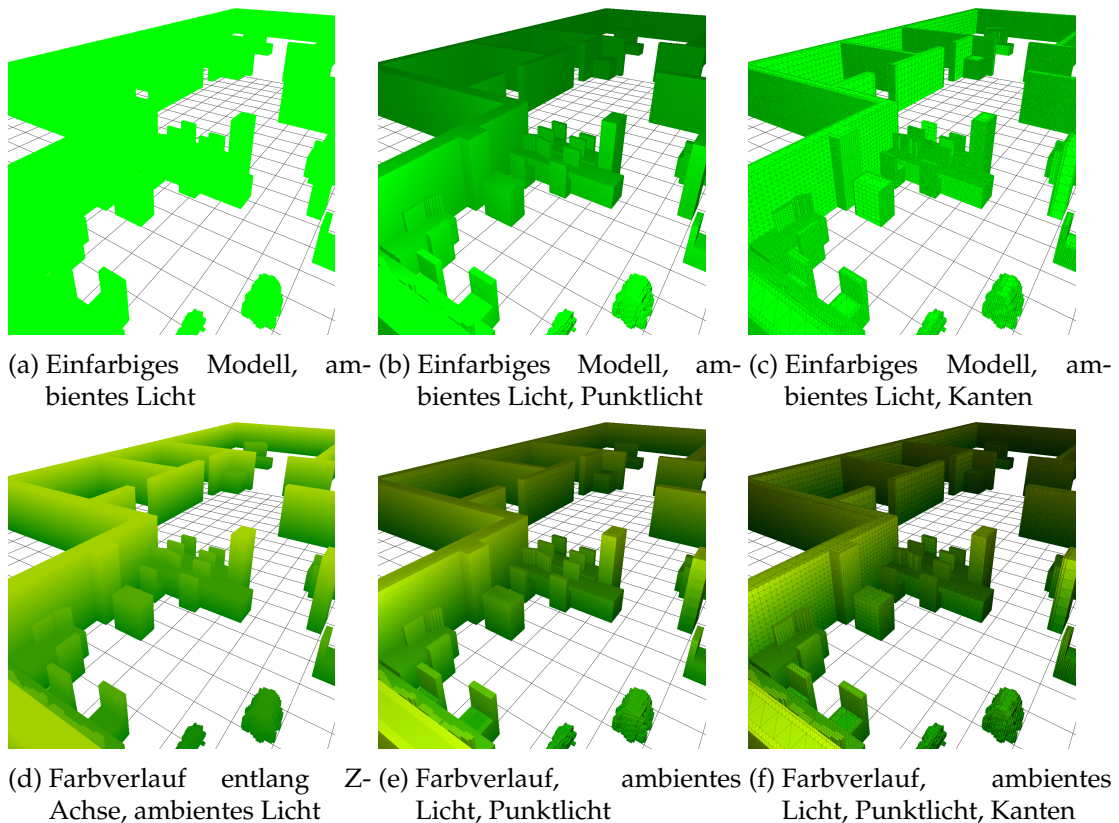 (a) Einfarbiges Modell, am-
bientes Licht
(b) Einfarbiges Modell, am-
bientes Licht, Punktlicht
(c) Einfarbiges Modell, am-
bientes Licht, Kanten
(d) Farbverlauf entlang Z-
Achse, ambientes Licht
(e) Farbverlauf, ambientes
Licht, Punktlicht
(f) Farbverlauf, ambientes
Licht, Punktlicht, Kanten